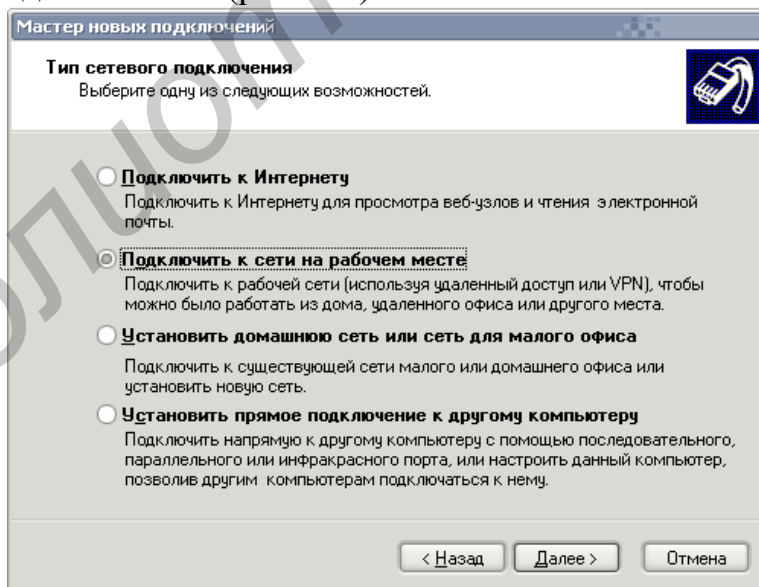 Мастер новых подключений
Тип сетевого подключения
Выберите одну из следующих возможностей.
Подключить к Интернету
Подключить к Интернету для просмотра веб-узлов и чтения электронной
почты.
Подключить к сети на рабочем месте
Подключить к рабочей сети (используя удаленный доступ или VPN), чтобы
можно было работать из дома, удаленного офиса или другого места.
Установить домашнюю сеть или сеть для малого офиса
Подключить к существующей сети малого или домашнего офиса или
установить новую сеть.
Установить прямое подключение к другому компьютеру
Подключить напрямую к другому компьютеру с помощью последовательного,
параллельного или инфракрасного порта, или настроить данный компьютер,
позволив другим компьютерам подключаться к нему.
< Назад
Далее >
Отмена